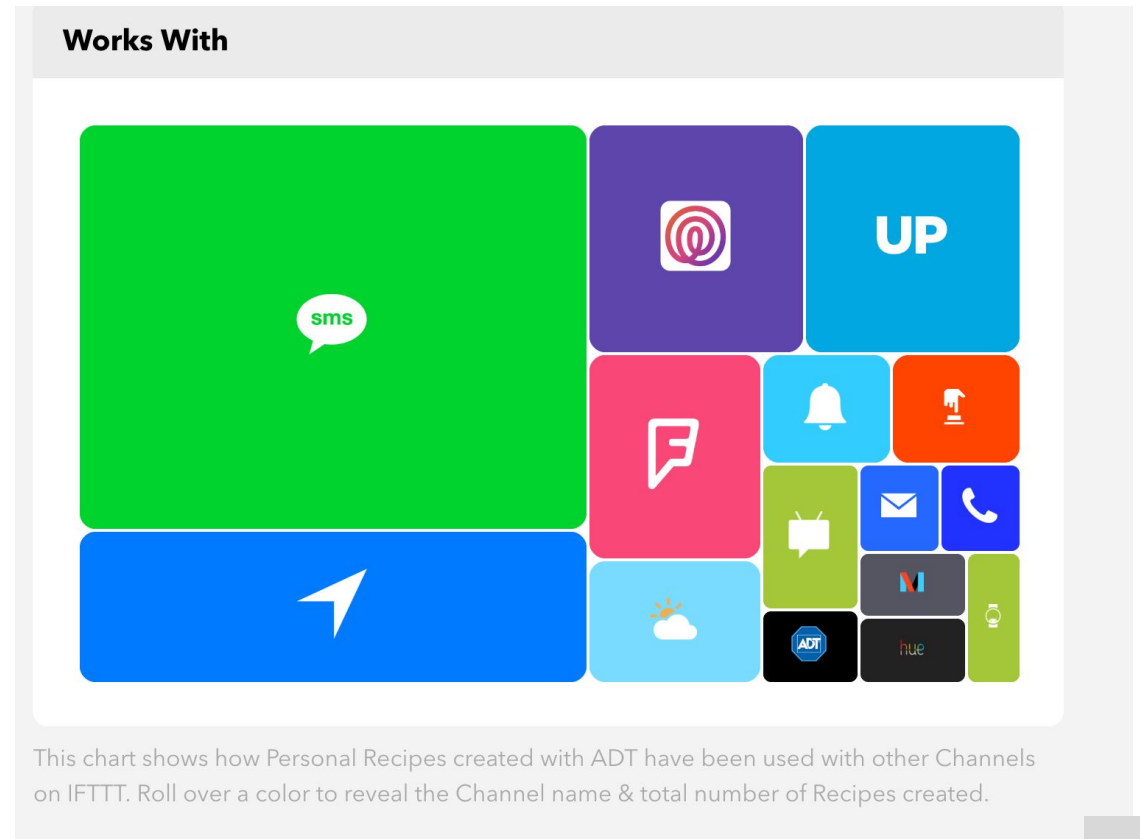 Works With
sms
UP
ADT
hue
This chart shows how Personal Recipes created with ADT have been used with other Channels
on IFTTT. Roll over a color to reveal the Channel name & total number of Recipes created.